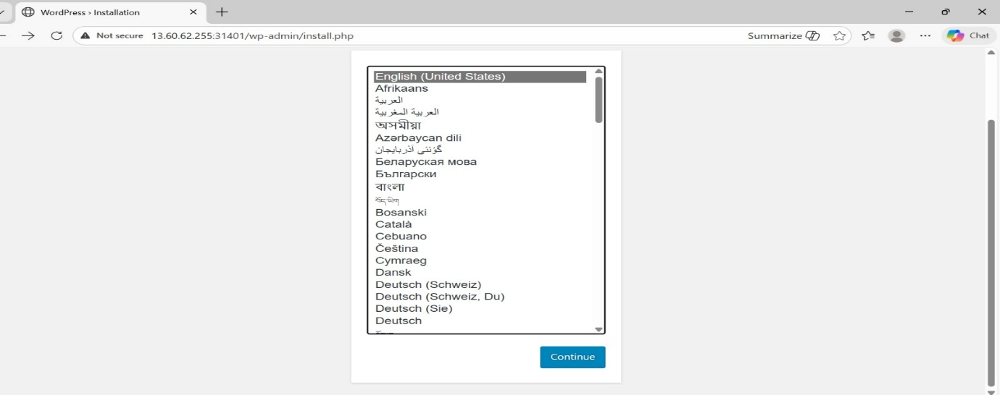 WordPress › Installation
Not secure 13.60.62.255:31401/wp-admin/install.php
Summarize
Chat
English (United States)
Afrikaans
العربية
العربية المغربية
অসমীয়া
Azərbaycan dili
گؤنئی آذربایجان
Беларуская мова
Български
বাংলা
བོད་ཡིག
Bosanski
Català
Cebuano
Čeština
Cymraeg
Dansk
Deutsch (Schweiz)
Deutsch (Schweiz, Du)
Deutsch (Sie)
Deutsch
Continue